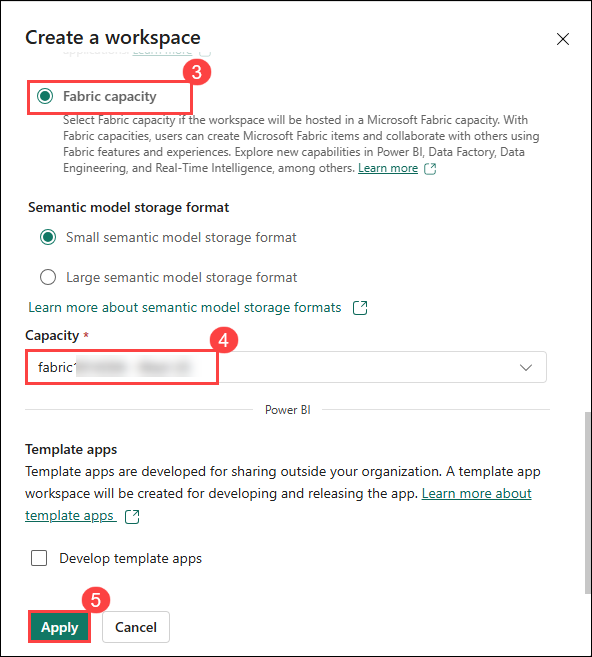 Create a workspace
Learn more
3
Fabric capacity
Select Fabric capacity if the workspace will be hosted in a Microsoft Fabric capacity. With
Fabric capacities, users can create Microsoft Fabric items and collaborate with others using
Fabric features and experiences. Explore new capabilities in Power BI, Data Factory, Data
Engineering, and Real-Time Intelligence, among others. Learn more
Semantic model storage format
Small semantic model storage format
Large semantic model storage format
Learn more about semantic model storage formats
Capacity *
4
fabric
Power BI
Template apps
Template apps are developed for sharing outside your organization. A template app
workspace will be created for developing and releasing the app. Learn more about
template apps
Develop template apps
5
Apply
Cancel